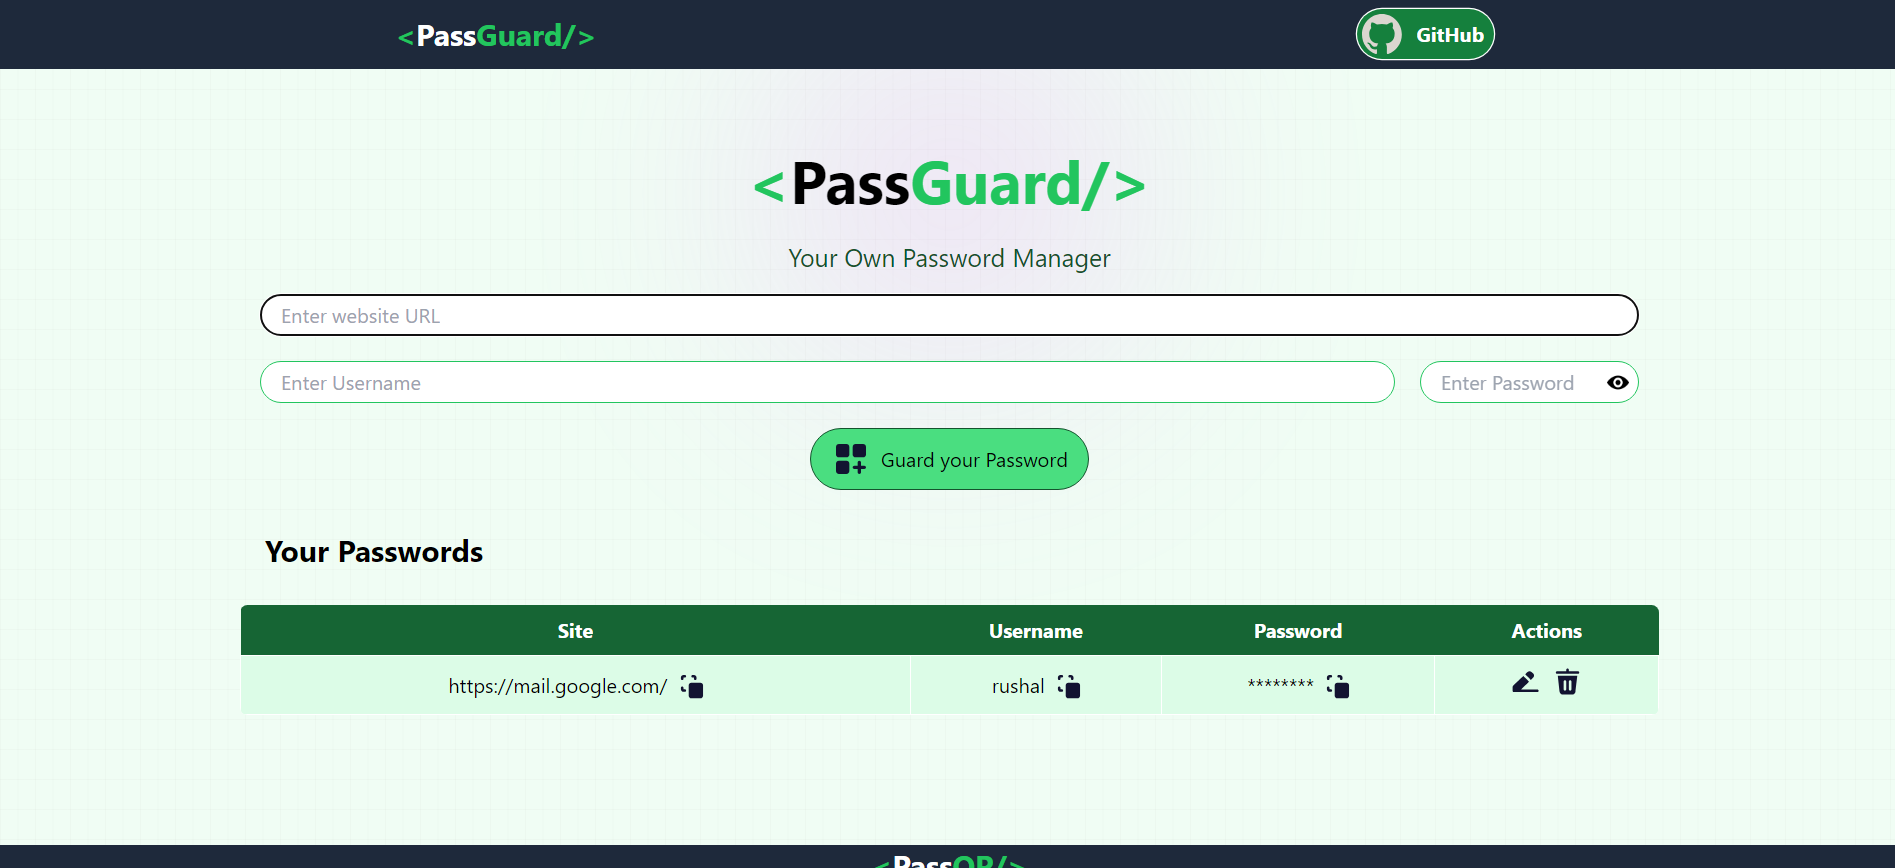 <PassGuard/>
GitHub
<PassGuard/>
Your Own Password Manager
Enter website URL
Enter Username
Enter Password
Guard your Password
Your Passwords
Site Username Password Actions
https://mail.google.com/ rushal ********
<PassOP/>